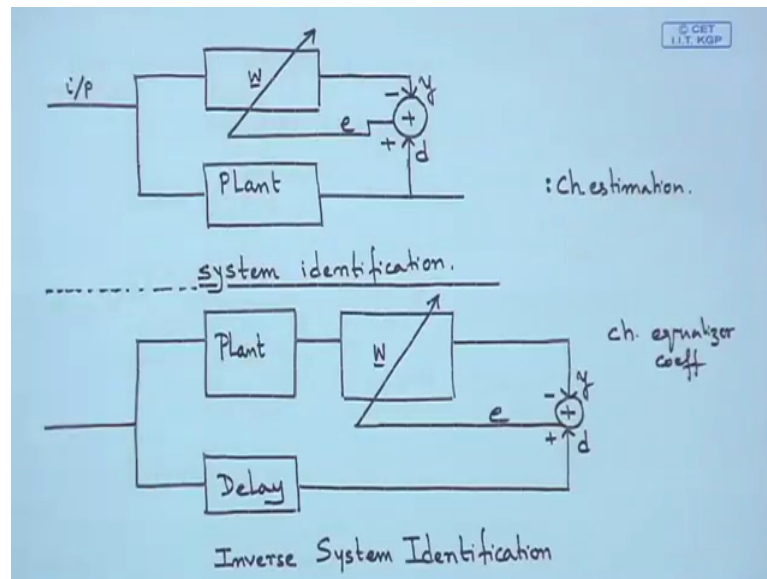 © CET
I.I.T. KGP
i/p
w
- y
e
+
+ d
Plant
: Ch. estimation.
system identification.
Plant
w
ch. equalizer
coeff
- y
e
+
+ d
Delay
Inverse System Identification